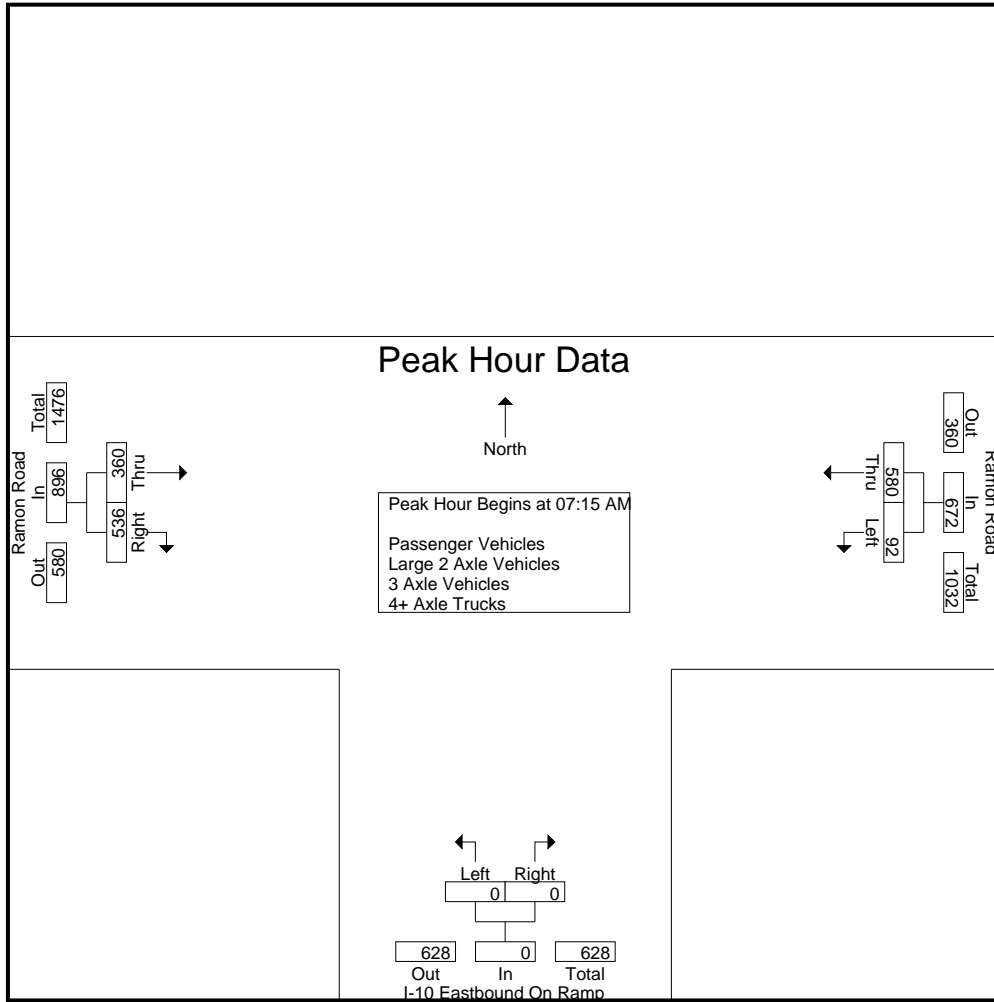 Peak Hour Data
North
Peak Hour Begins at 07:15 AM
Passenger Vehicles
Large 2 Axle Vehicles
3 Axle Vehicles
4+ Axle Trucks
Ramon Road
Total
1476
In
896
Out
580
360
Thru
536
Right
Ramon Road
Out
360
In
672
Total
1032
Thru
580
Left
92
Left Right
0 0
628 0 628
Out In Total
I-10 Eastbound On Ramp